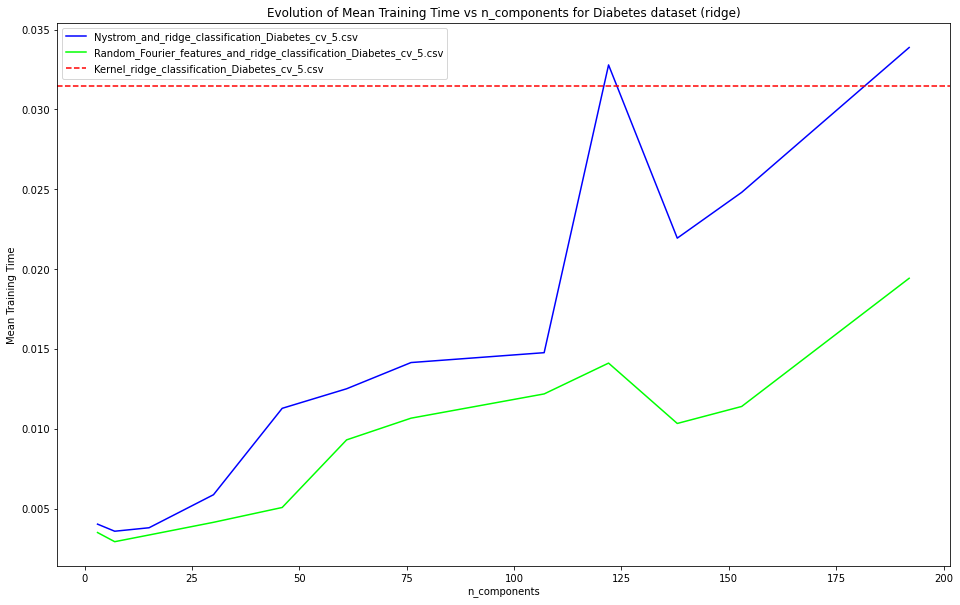 Evolution of Mean Training Time vs n_components for Diabetes dataset (ridge)
Nystrom_and_ridge_classification_Diabetes_cv_5.csv
Random_Fourier_features_and_ridge_classification_Diabetes_cv_5.csv
Kernel_ridge_classification_Diabetes_cv_5.csv
0.035
0.030
0.025
0.020
0.015
0.010
0.005
Mean Training Time
0 25 50 75 100 125 150 175 200
n_components